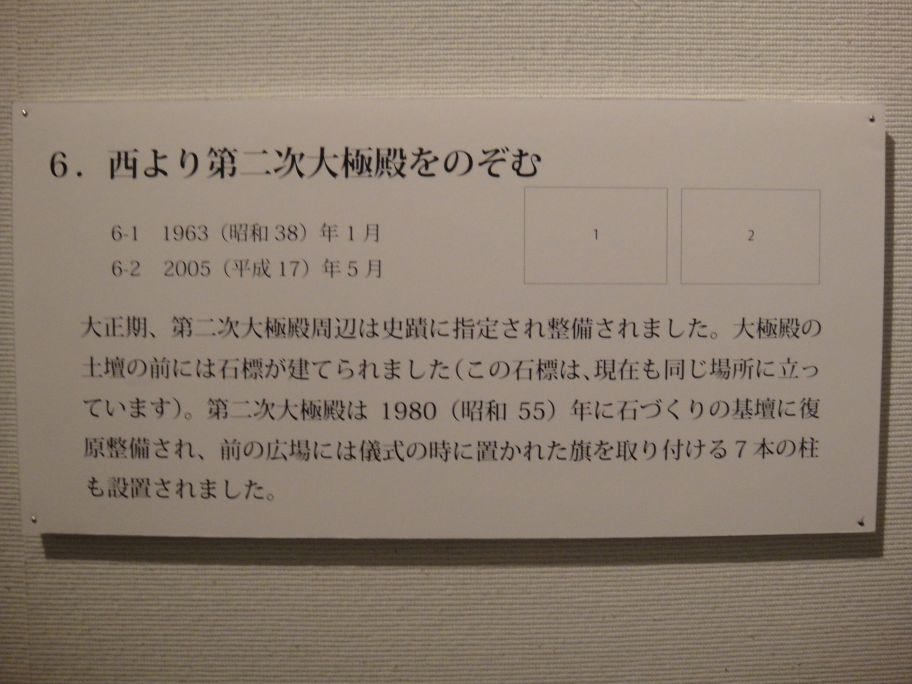 6．西より第二次大極殿をのぞむ
6-1　1963（昭和 38）年 1 月
6-2　2005（平成 17）年 5 月
1
2
大正期、第二次大極殿周辺は史蹟に指定され整備されました。大極殿の
土壇の前には石標が建てられました（この石標は、現在も同じ場所に立っ
ています）。第二次大極殿は 1980（昭和 55）年に石づくりの基壇に復
原整備され、前の広場には儀式の時に置かれた旗を取り付ける７本の柱
も設置されました。